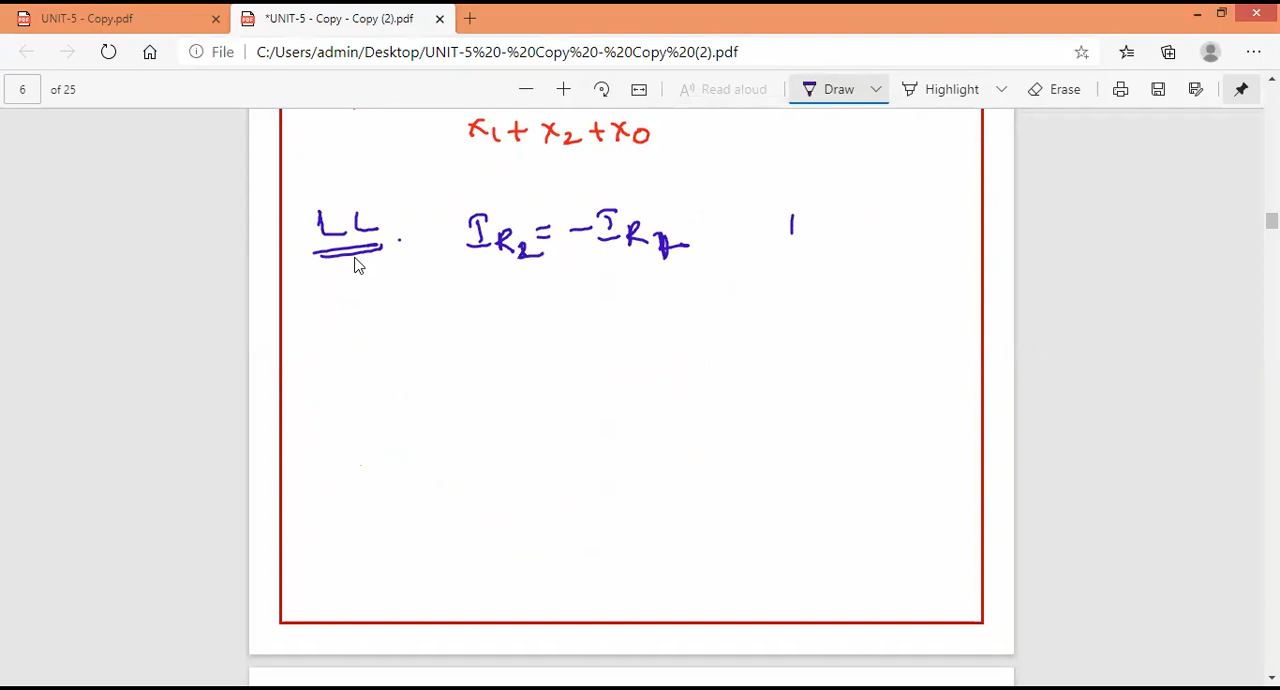 UNIT-5 - Copy.pdf
*UNIT-5 - Copy - Copy (2).pdf
File C:/Users/admin/Desktop/UNIT-5%20-%20Copy%20-%20Copy%20(2).pdf
6 of 25
Read aloud
Draw
Highlight
Erase
x1 + x2 + x0
LL. IR2 = -IR